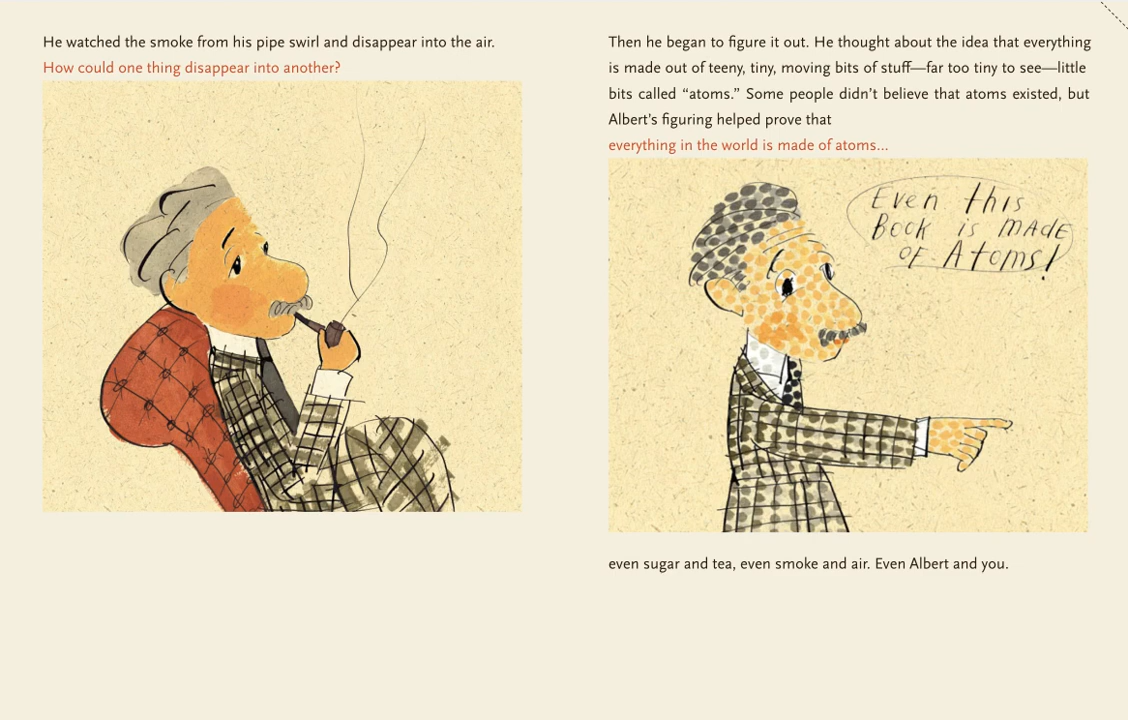 He watched the smoke from his pipe swirl and disappear into the air.
How could one thing disappear into another?
Then he began to figure it out. He thought about the idea that everything
is made out of teeny, tiny, moving bits of stuff—far too tiny to see—little
bits called “atoms.” Some people didn’t believe that atoms existed, but
Albert’s figuring helped prove that
everything in the world is made of atoms...
Even this
Book is MADE
OF Atoms!
even sugar and tea, even smoke and air. Even Albert and you.